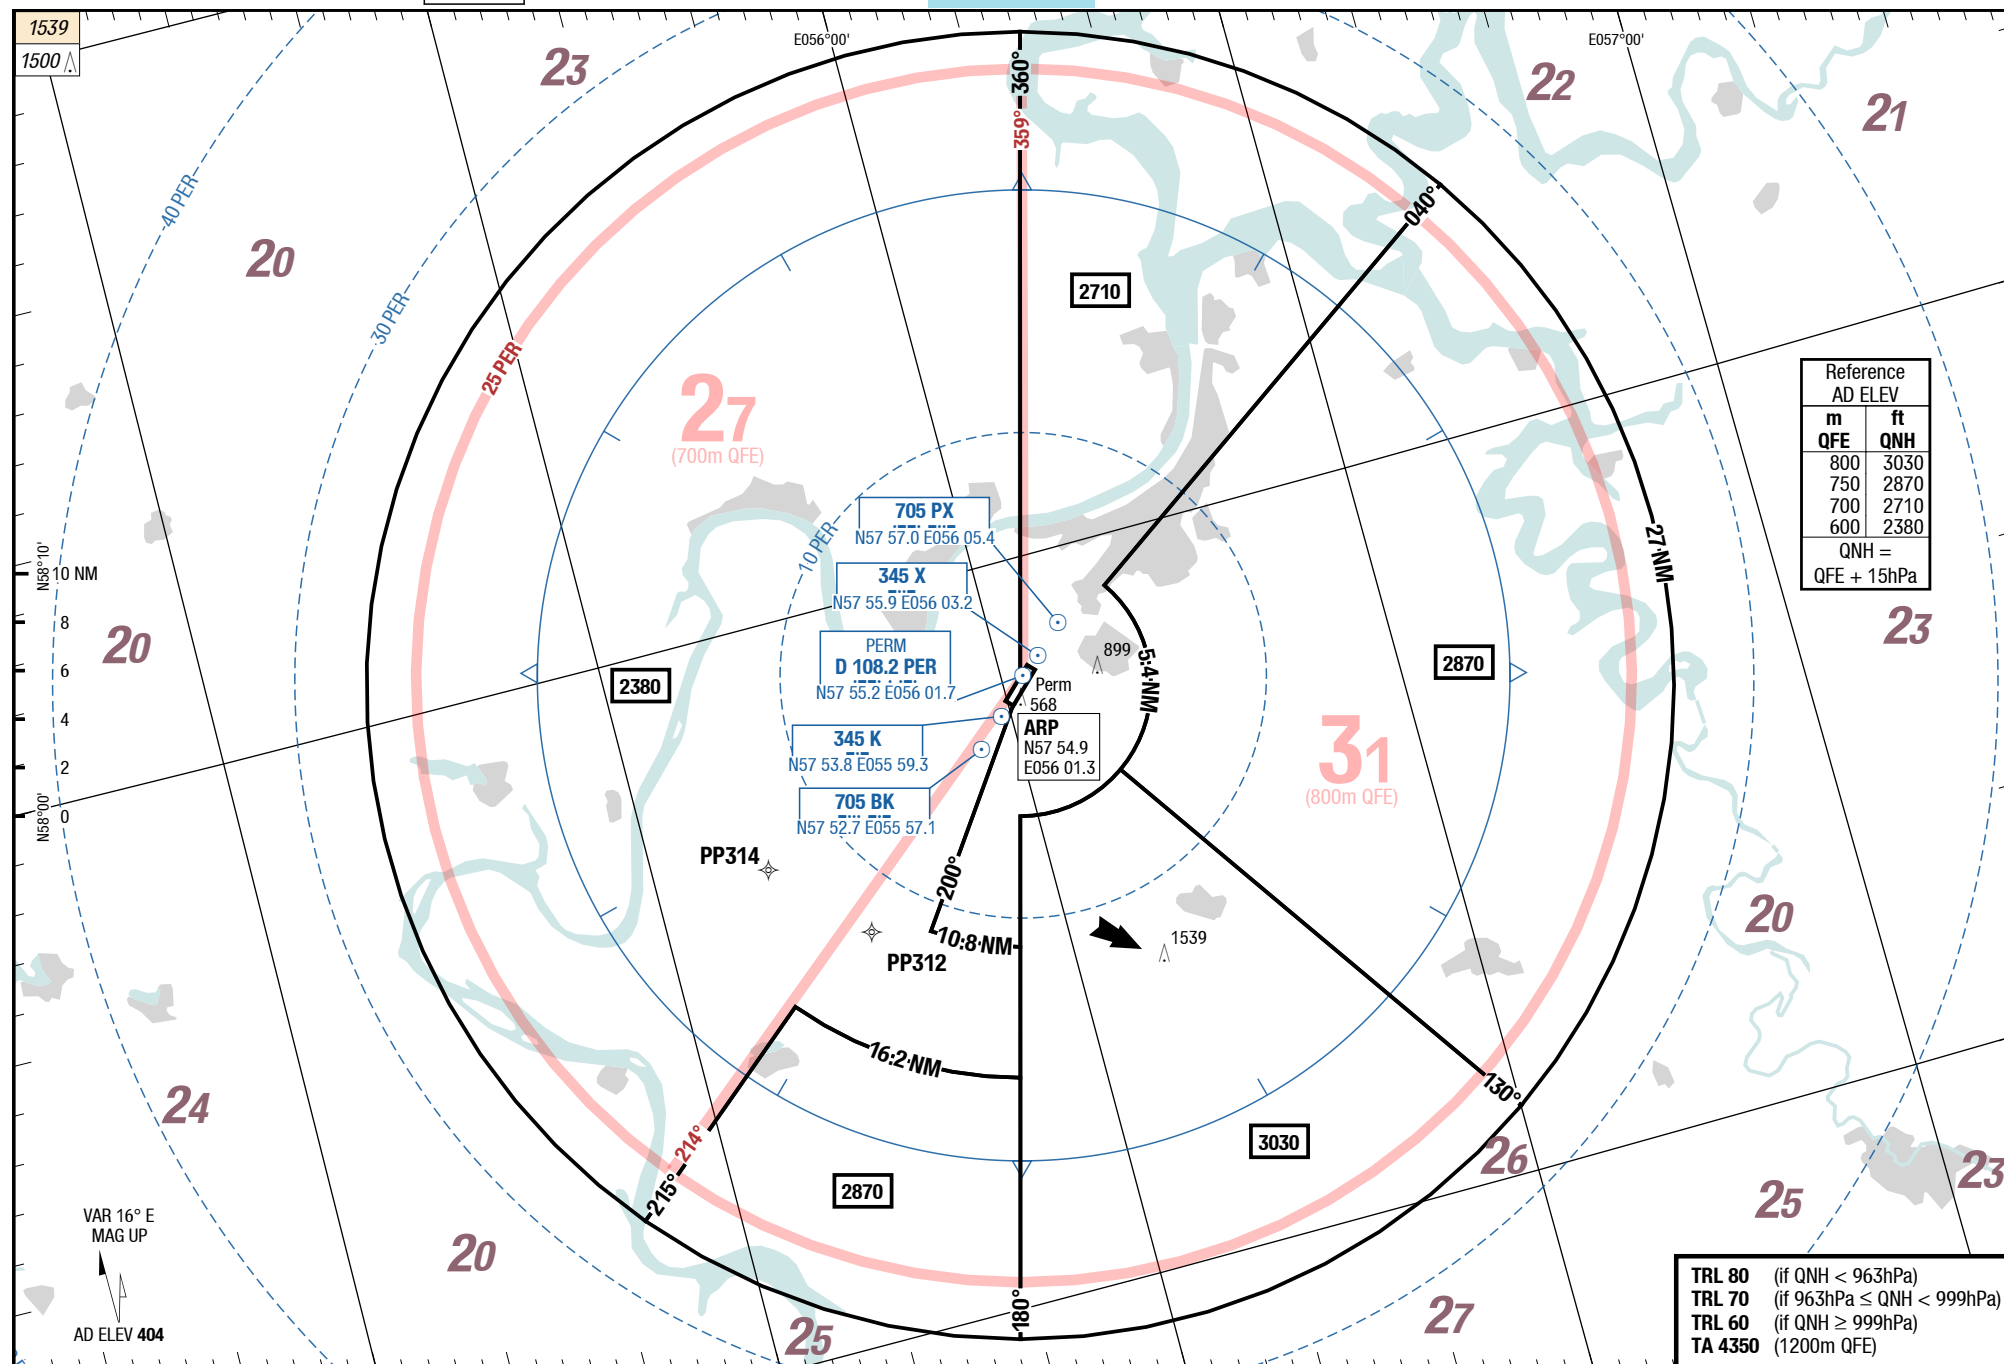 1539
1500
E056°00'
E057°00'
23
22
21
360°
359°
40 PER
040°
20
2710
30 PER
25 PER
27
(700m QFE)
Reference
AD ELEV
m ft
QFE QNH
800 3030
750 2870
700 2710
600 2380
QNH =
QFE + 15hPa
705 PX
N57 57.0 E056 05.4
10 PER
27 NM
N58°10'
10 NM
8
6
4
2
0
N58°00'
345 X
N57 55.9 E056 03.2
23
20
PERM
D 108.2 PER
N57 55.2 E056 01.7
899
5.4 NM
2870
2380
Perm
568
ARP
N57 54.9
E056 01.3
345 K
N57 53.8 E055 59.3
31
(800m QFE)
705 BK
N57 52.7 E055 57.1
PP314
200°
20
10.8 NM
1539
PP312
16.2 NM
130°
24
214°
3030
26
23
215°
2870
25
VAR 16° E
MAG UP
20
AD ELEV 404
180°
25
27
TRL 80 (if QNH < 963hPa)
TRL 70 (if 963hPa ≤ QNH < 999hPa)
TRL 60 (if QNH ≥ 999hPa)
TA 4350 (1200m QFE)